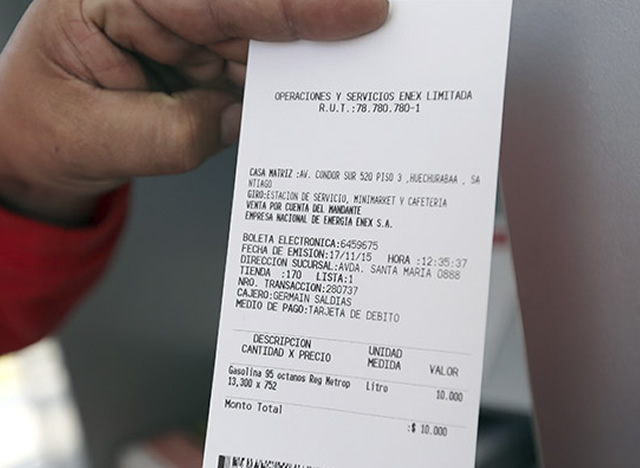 OPERACIONES Y SERVICIOS ENEX LIMITADA
R.U.T.:78.780.780-1
CASA MATRIZ :AV. CONDOR SUR 520 PISO 3 ,HUECHURABAA , SA
NTIAGO
GIRO:ESTACION DE SERVICIO, MINIMARKET Y CAFETERIA
VENTA POR CUENTA DEL MANDANTE
EMPRESA NACIONAL DE ENERGIA ENEX S.A.
BOLETA ELECTRONICA:6459675
FECHA DE EMISION:17/11/15 HORA :12:35:37
DIRECCION SUCURSAL:AVDA. SANTA MARIA 0888
TIENDA :170 LISTA:1
NRO. TRANSACCION:280737
CAJERO:GERMAIN SALDIAS
MEDIO DE PAGO:TARJETA DE DEBITO
DESCRIPCION UNIDAD
CANTIDAD X PRECIO MEDIDA VALOR
Gasolina 95 octanos Reg Metrop Litro 10.000
13,300 x 752
Monto Total :$ 10.000